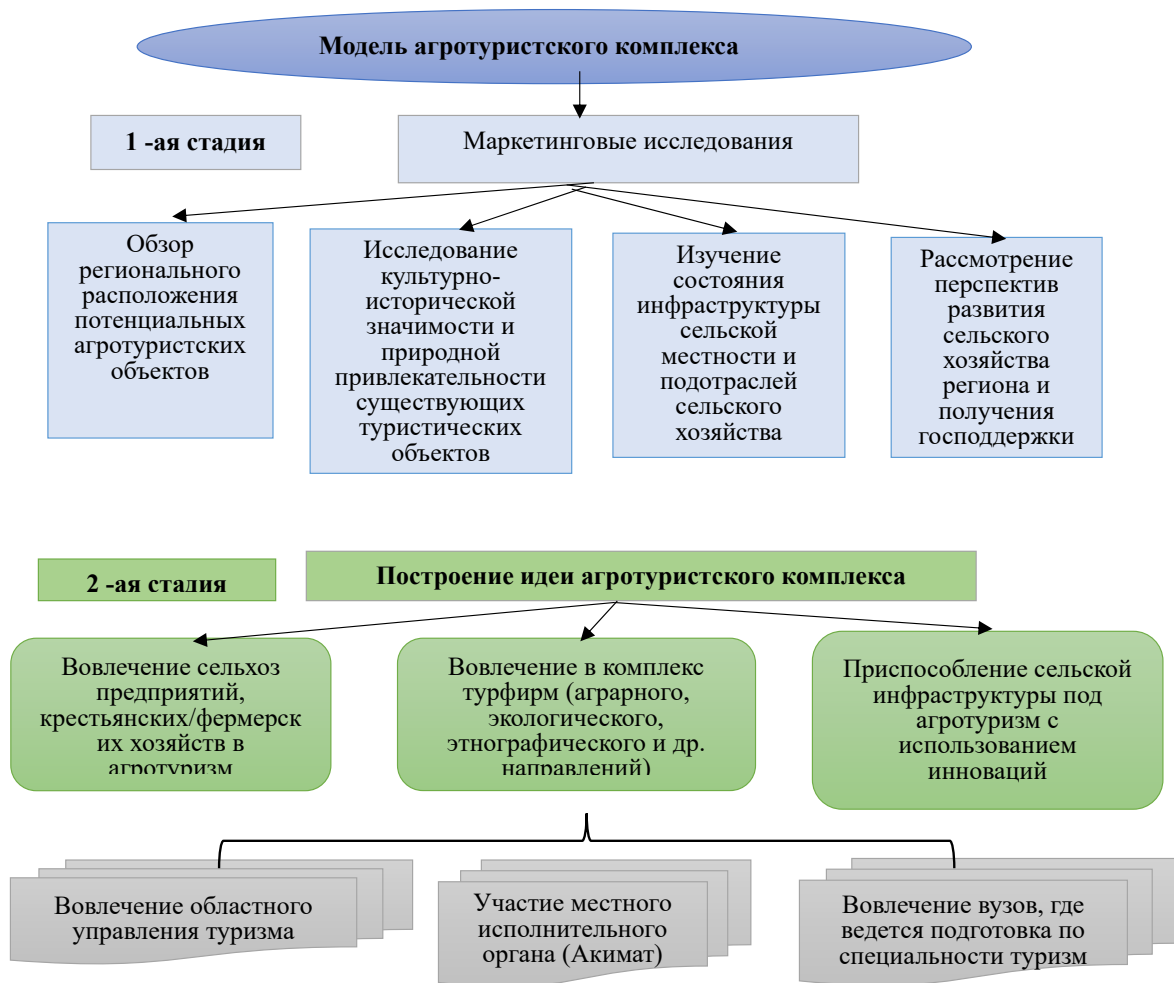 Модель агротуристского комплекса
1 -ая стадия
Маркетинговые исследования
Обзор
регионального
расположения
потенциальных
агротуристских
объектов
Исследование
культурно-
исторической
значимости и
природной
привлекательности
существующих
туристических
объектов
Изучение
состояния
инфраструктуры
сельской
местности и
подотраслей
сельского
хозяйства
Рассмотрение
перспектив
развития
сельского
хозяйства
региона и
получения
господдержки
2 -ая стадия
Построение идеи агротуристского комплекса
Вовлечение сельхоз
предприятий,
крестьянских/фермерск
их хозяйств в
агротуризм
Вовлечение в комплекс
турфирм (аграрного,
экологического,
этнографического и др.
направлений)
Приспособление сельской
инфраструктуры под
агротуризм с
использованием
инноваций
Вовлечение областного
управления туризма
Участие местного
исполнительного
органа (Акимат)
Вовлечение вузов, где
ведется подготовка по
специальности туризм